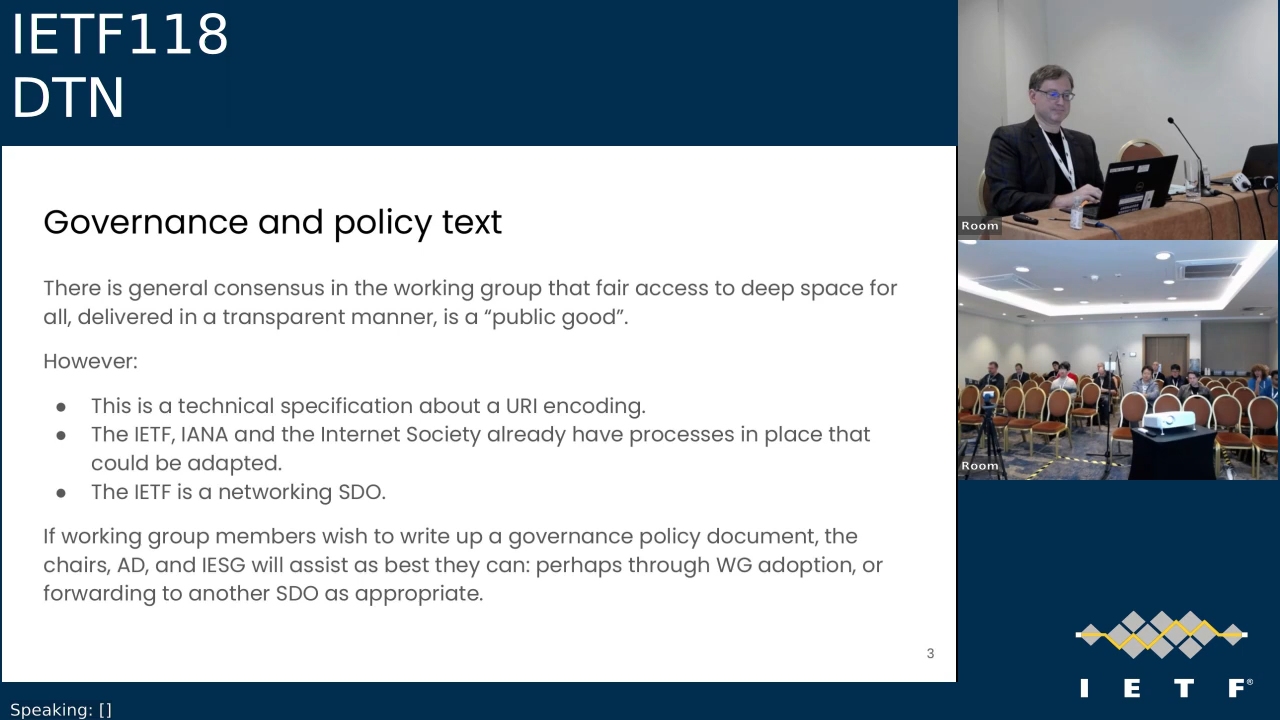 IETF118
DTN
Governance and policy text
There is general consensus in the working group that fair access to deep space for
all, delivered in a transparent manner, is a “public good”.
However:
● This is a technical specification about a URI encoding.
● The IETF, IANA and the Internet Society already have processes in place that
could be adapted.
● The IETF is a networking SDO.
If working group members wish to write up a governance policy document, the
chairs, AD, and IESG will assist as best they can: perhaps through WG adoption, or
forwarding to another SDO as appropriate.
3
Room
Room
I E T F®
Speaking: []